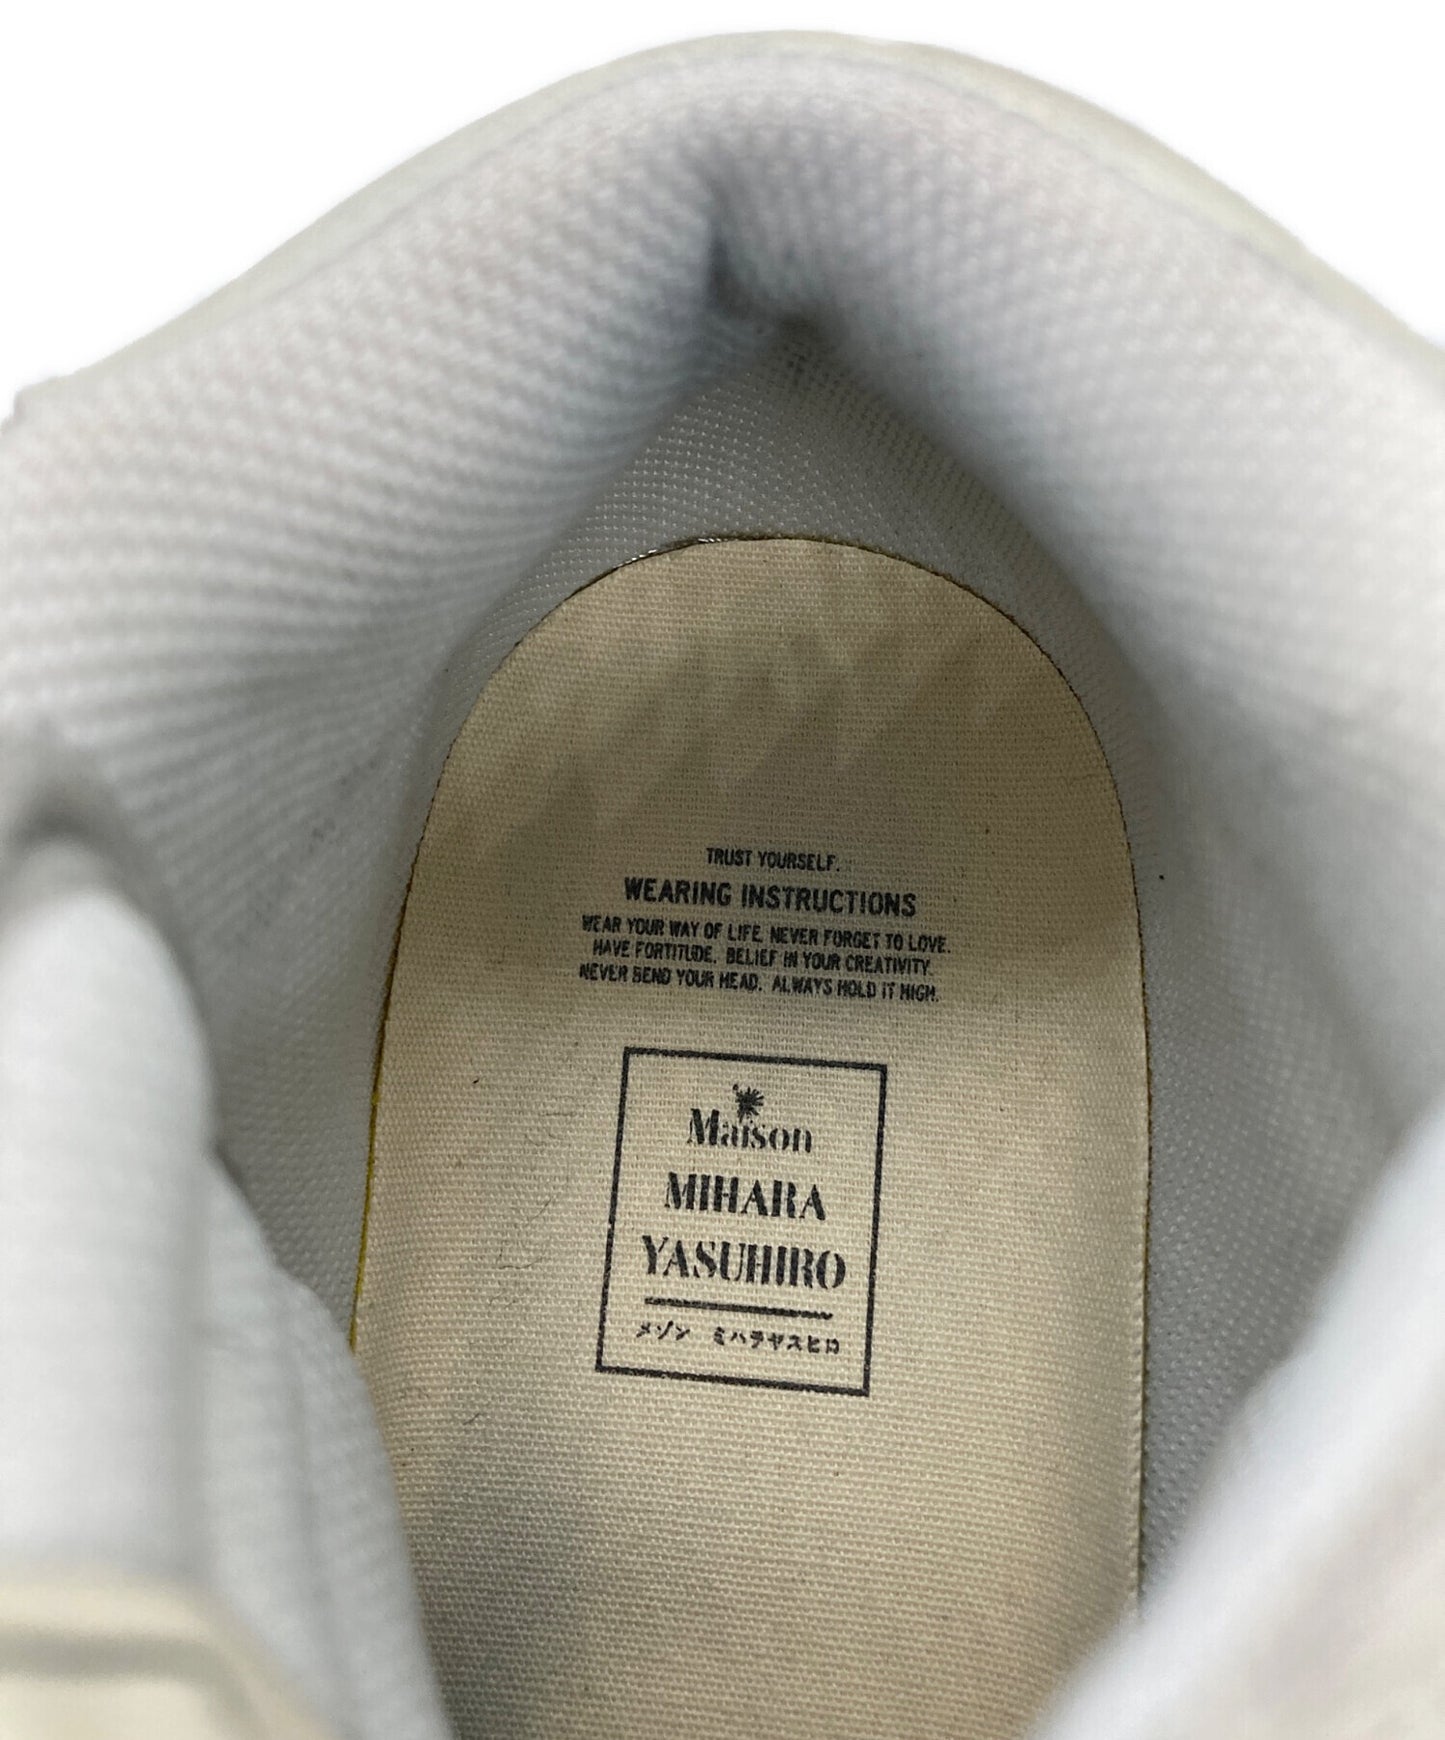 TRUST YOURSELF.
WEARING INSTRUCTIONS
WEAR YOUR WAY OF LIFE. NEVER FORGET TO LOVE.
HAVE FORTITUDE. BELIEF IN YOUR CREATIVITY.
NEVER BEND YOUR HEAD. ALWAYS HOLD IT HIGH.
Maison
MIHARA
YASUHIRO
メゾン ミハラヤスヒロ